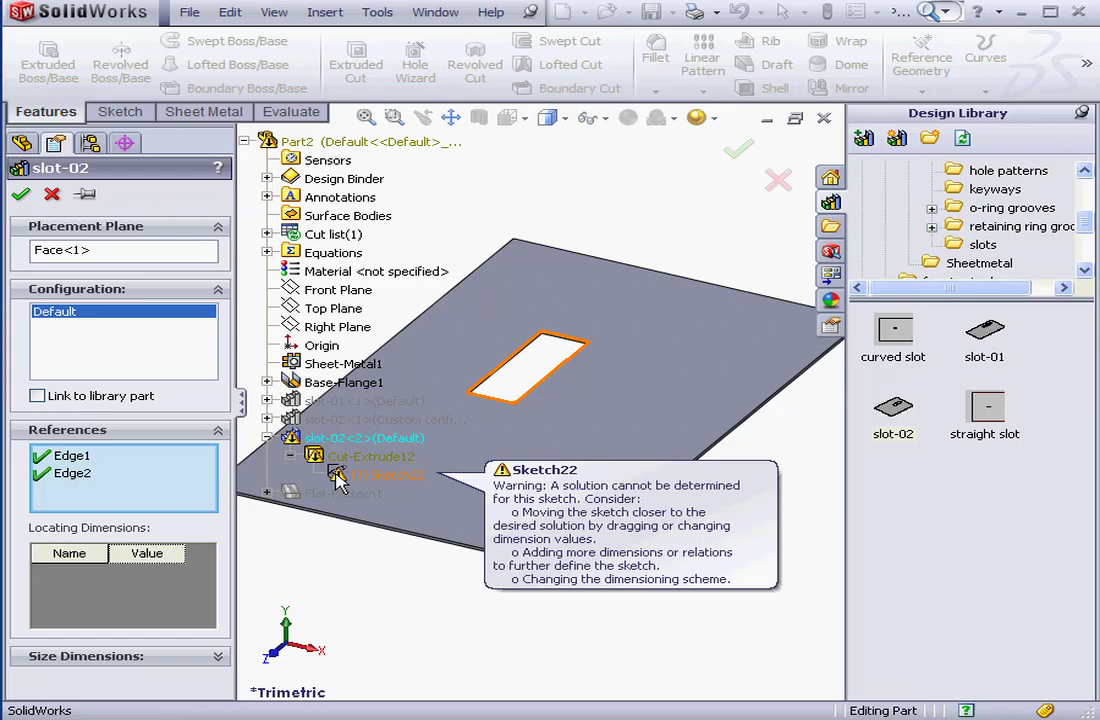 SolidWorks
File Edit View Insert Tools Window Help
Extruded Boss/Base
Revolved Boss/Base
Swept Boss/Base
Lofted Boss/Base
Boundary Boss/Base
Extruded Cut
Hole Wizard
Revolved Cut
Swept Cut
Lofted Cut
Boundary Cut
Fillet
Linear Pattern
Rib
Draft
Shell
Wrap
Dome
Mirror
Reference Geometry
Curves
Features Sketch Sheet Metal Evaluate
slot-02 ?
Placement Plane
Face<1>
Configuration:
Default
Link to library part
References
Edge1
Edge2
Locating Dimensions:
Name Value
Size Dimensions:
Part2 (Default<<Default>_...
Sensors
Design Binder
Annotations
Surface Bodies
Cut list(1)
Equations
Material <not specified>
Front Plane
Top Plane
Right Plane
Origin
Sheet-Metal1
Base-Flange1
slot-01<1>(Default)
slot-02<1>(Custom confi...
slot-02<2>(Default)
Cut-Extrude12
Sketch22
Flat-Pattern1
Sketch22
Warning: A solution cannot be determined
for this sketch. Consider:
o Moving the sketch closer to the
desired solution by dragging or changing
dimension values.
o Adding more dimensions or relations
to further define the sketch.
o Changing the dimensioning scheme.
Y
X
Z
*Trimetric
Design Library
hole patterns
keyways
o-ring grooves
retaining ring groo
slots
Sheetmetal
curved slot
slot-01
slot-02
straight slot
SolidWorks
Editing Part